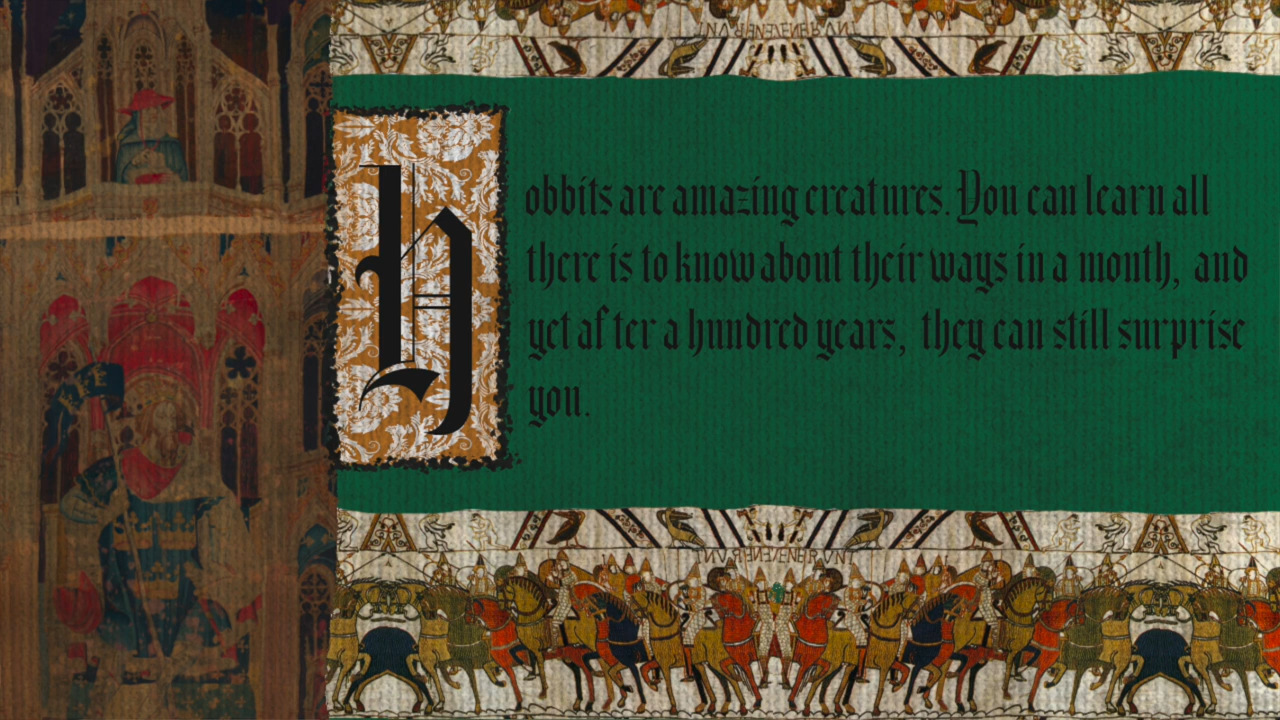 Hobbits are amazing creatures. You can learn all
there is to know about their ways in a month, and
yet after a hundred years, they can still surprise
you.